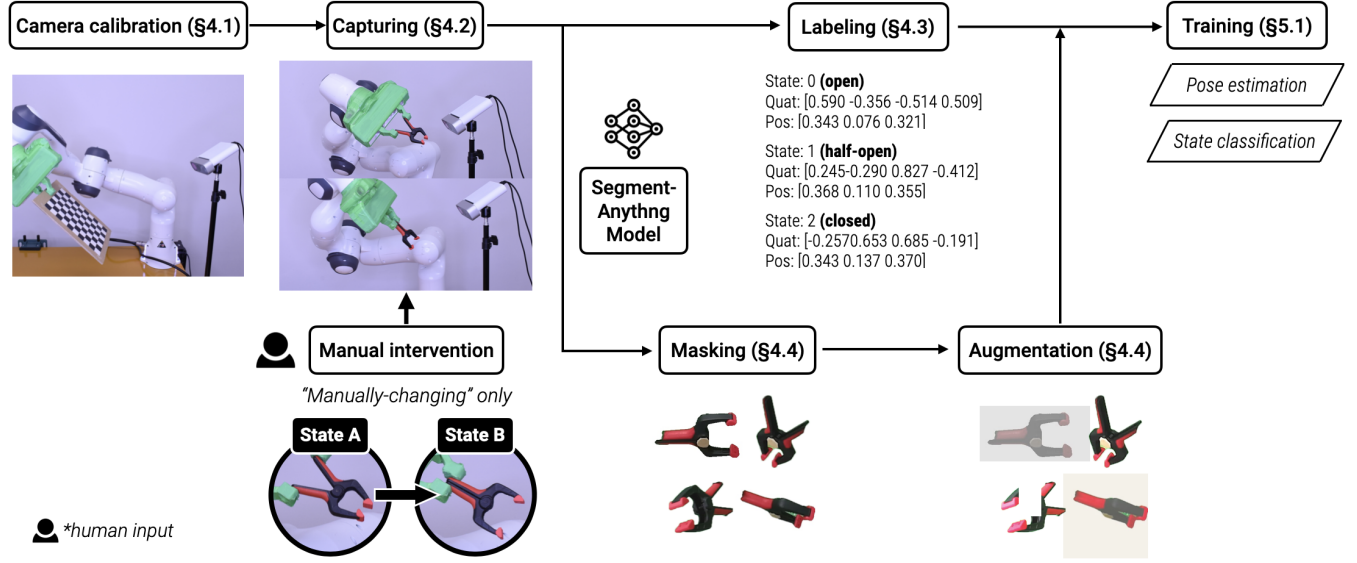 Camera calibration (§4.1)
Capturing (§4.2)
Labeling (§4.3)
Training (§5.1)
Pose estimation
State classification
State: 0 (open)
Quat: [0.590 -0.356 -0.514 0.509]
Pos: [0.343 0.076 0.321]
State: 1 (half-open)
Quat: [0.245-0.290 0.827 -0.412]
Pos: [0.368 0.110 0.355]
State: 2 (closed)
Quat: [-0.2570.653 0.685 -0.191]
Pos: [0.343 0.137 0.370]
Segment-
Anythng
Model
Manual intervention
“Manually-changing” only
State A
State B
Masking (§4.4)
Augmentation (§4.4)
*human input